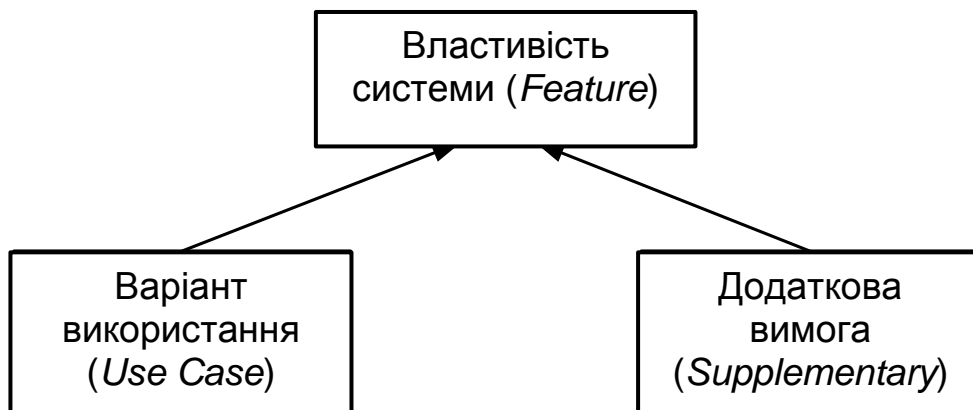 Властивість
системи (Feature)
Варіант
використання
(Use Case)
Додаткова
вимога
(Supplementary)